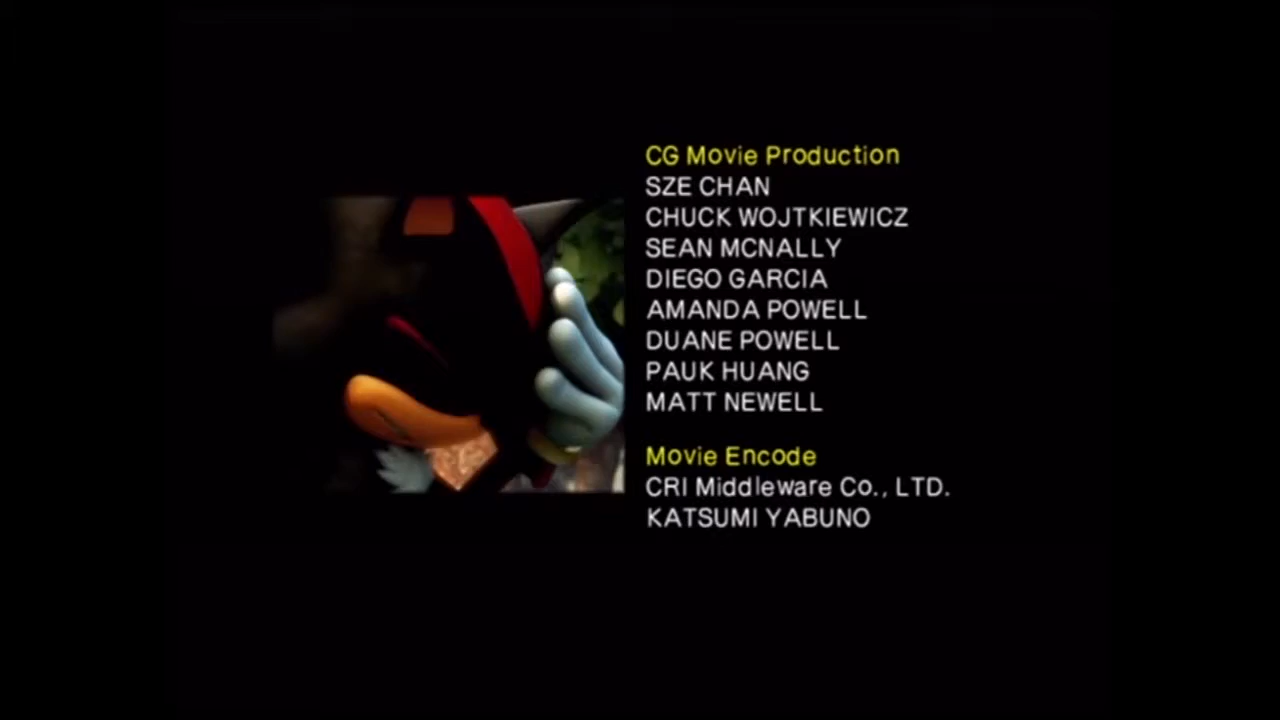 CG Movie Production
SZE CHAN
CHUCK WOJTKIEWICZ
SEAN MCNALLY
DIEGO GARCIA
AMANDA POWELL
DUANE POWELL
PAUK HUANG
MATT NEWELL
Movie Encode
CRI Middleware Co., LTD.
KATSUMI YABUNO